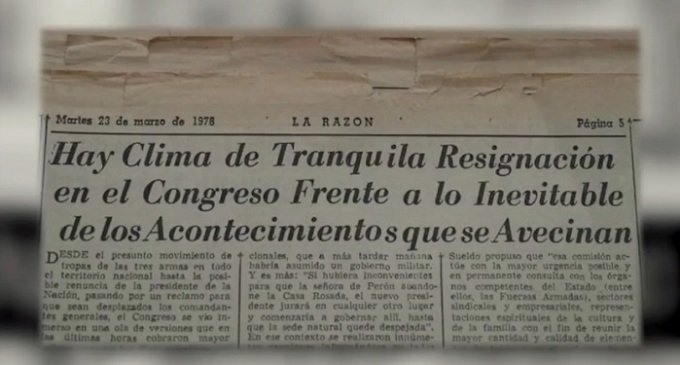 Martes 23 de marzo de 1976
LA RAZON
Página 5
Hay Clima de Tranquila Resignación
en el Congreso Frente a lo Inevitable
de los Acontecimientos que se Avecinan
DESDE el presunto movimiento de
tropas de las tres armas en todo
el territorio nacional hasta la posi-
ble renuncia de la presidente de la
Nación, pasando por un reclamo para
que sean desplazados los comandan-
tes generales, el Congreso se vio in-
merso en una ola de versiones que en
las últimas horas cobraron mayor
cionales, que a más tardar mañana
habría asumido un gobierno militar.
Y es más: "Si hubiera inconvenientes
para que la señora de Perón abando-
ne la Casa Rosada, el nuevo presi-
dente jurará en cualquier otro lugar
y comenzaría a gobernar allí, hasta
que la sede natural quede despejada".
En ese contexto se realizaron innúme-
Sueldo propuso que "esa comisión ac-
túe con la mayor urgencia posible y
en permanente consulta con los órga-
nos competentes del Estado (entre
ellos, las Fuerzas Armadas), sectores
sindicales y empresariales, represen-
taciones espirituales de la cultura y
de la familia con el fin de reunir la
mayor cantidad y calidad de elemen-